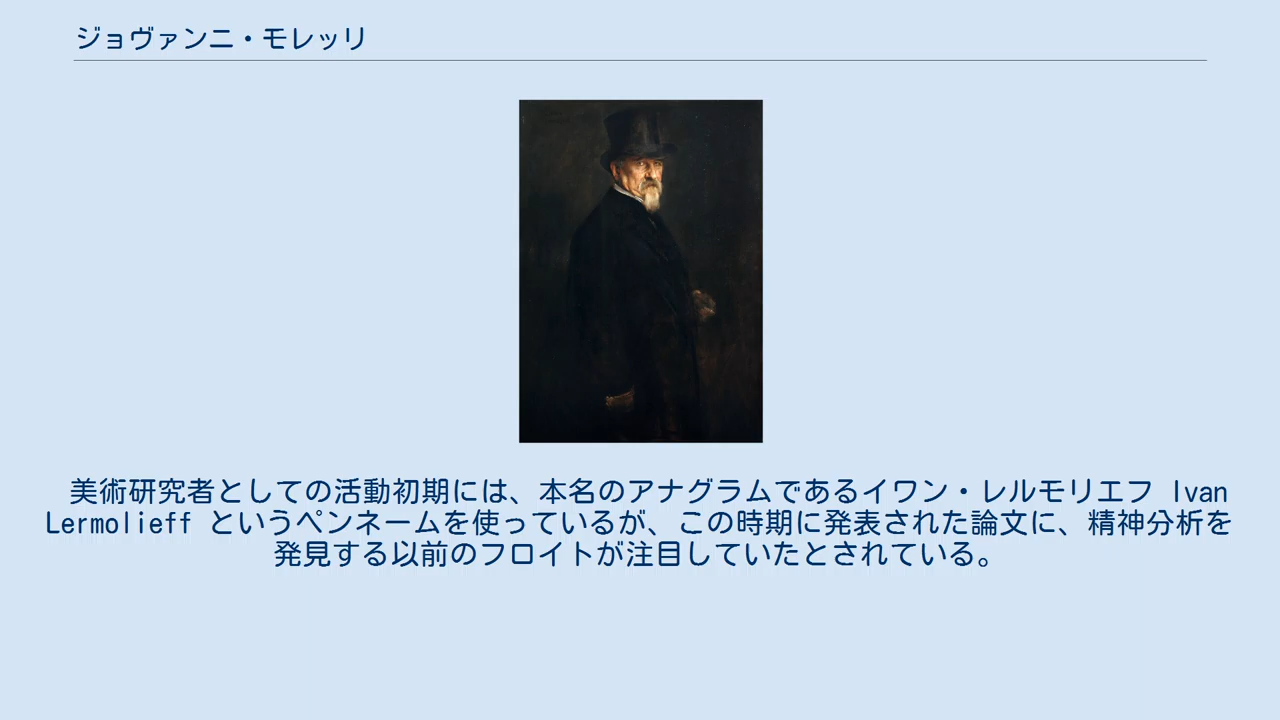 ジョヴァンニ・モレッリ
美術研究者としての活動初期には、本名のアナグラムであるイワン・レルモリエフ Ivan
Lermolieff というペンネームを使っているが、この時期に発表された論文に、精神分析を
発見する以前のフロイトが注目していたとされている。